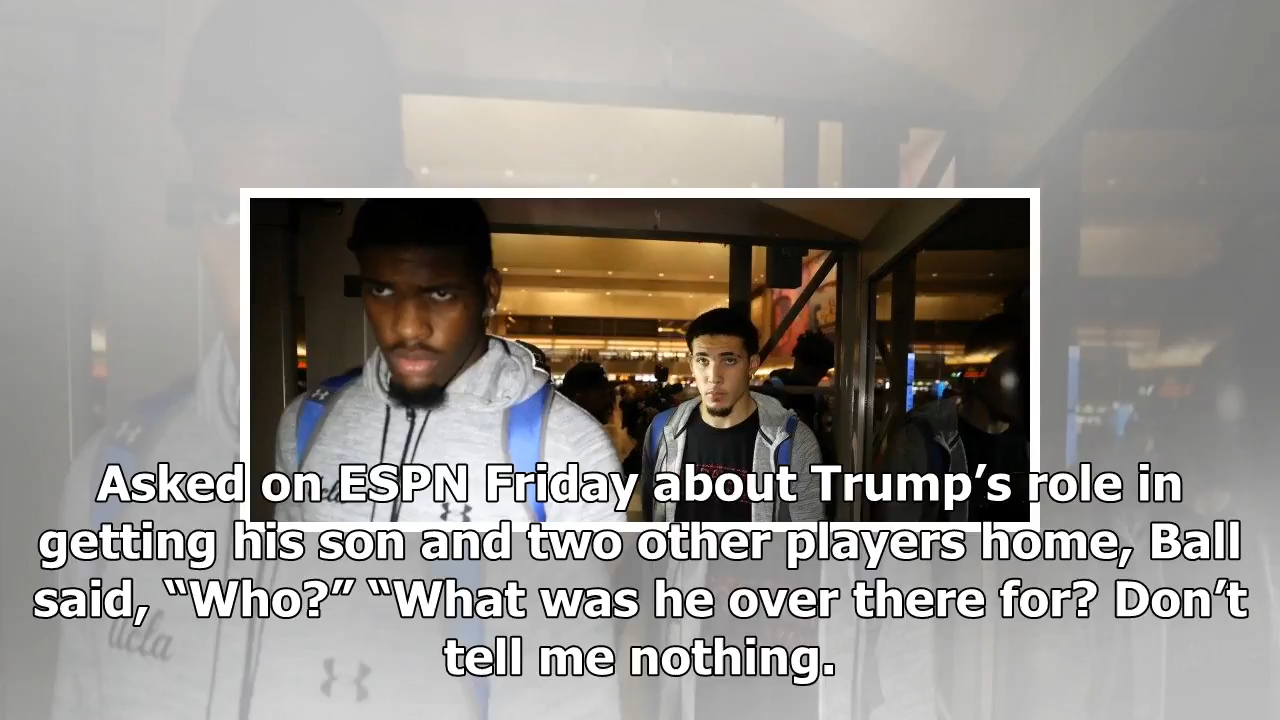 Asked on ESPN Friday about Trump’s role in
getting his son and two other players home, Ball
said, “Who?” “What was he over there for? Don’t
tell me nothing.
ucla